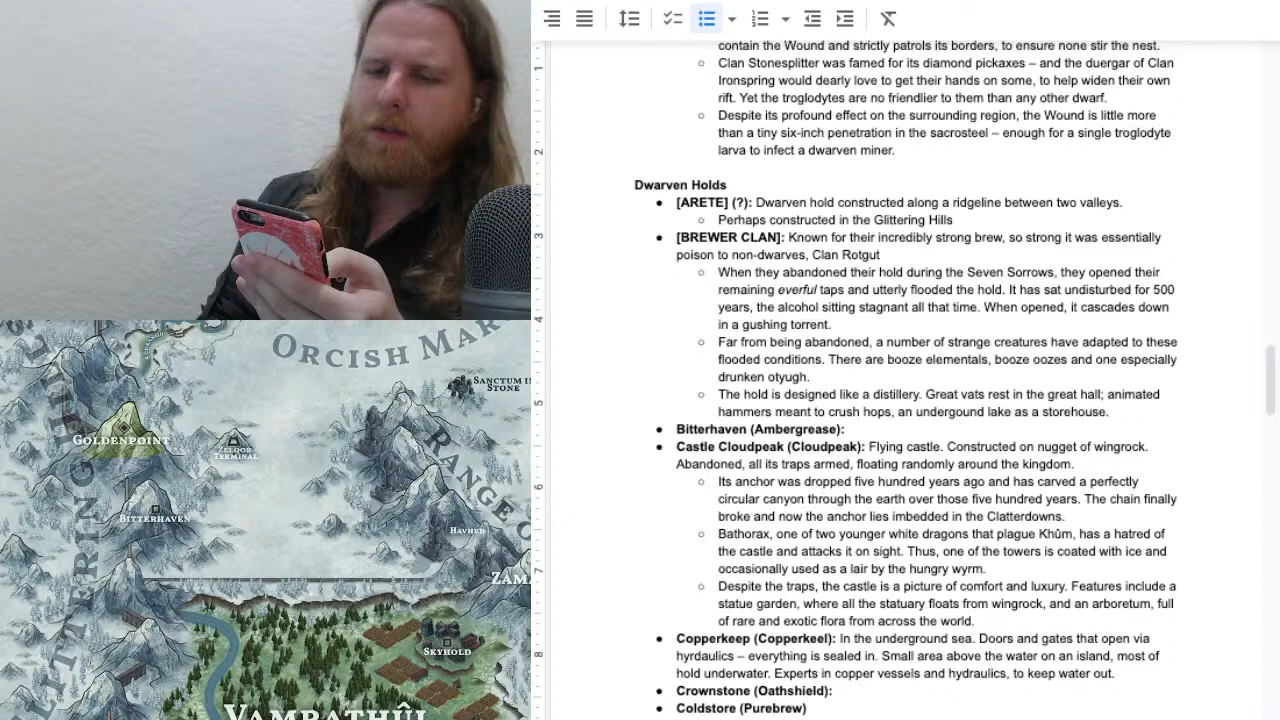 contain the Wound and strictly patrols its borders, to ensure none stir the nest.
○ Clan Stonesplitter was famed for its diamond pickaxes – and the duergar of Clan
Ironspring would dearly love to get their hands on some, to help widen their own
rift. Yet the troglodytes are no friendlier to them than any other dwarf.
○ Despite its profound effect on the surrounding region, the Wound is little more
than a tiny six-inch penetration in the sacrosteel – enough for a single troglodyte
larva to infect a dwarven miner.
Dwarven Holds
● [ARETE] (?): Dwarven hold constructed along a ridgeline between two valleys.
○ Perhaps constructed in the Glittering Hills
● [BREWER CLAN]: Known for their incredibly strong brew, so strong it was essentially
poison to non-dwarves, Clan Rotgut
○ When they abandoned their hold during the Seven Sorrows, they opened their
remaining everful taps and utterly flooded the hold. It has sat undisturbed for 500
years, the alcohol sitting stagnant all that time. When opened, it cascades down
in a gushing torrent.
○ Far from being abandoned, a number of strange creatures have adapted to these
flooded conditions. There are booze elementals, booze oozes and one especially
drunken otyugh.
○ The hold is designed like a distillery. Great vats rest in the great hall; animated
hammers meant to crush hops, an undergound lake as a storehouse.
● Bitterhaven (Ambergrease):
● Castle Cloudpeak (Cloudpeak): Flying castle. Constructed on nugget of wingrock.
Abandoned, all its traps armed, floating randomly around the kingdom.
○ Its anchor was dropped five hundred years ago and has carved a perfectly
circular canyon through the earth over those five hundred years. The chain finally
broke and now the anchor lies imbedded in the Clatterdowns.
○ Bathorax, one of two younger white dragons that plague Khûm, has a hatred of
the castle and attacks it on sight. Thus, one of the towers is coated with ice and
occasionally used as a lair by the hungry wyrm.
○ Despite the traps, the castle is a picture of comfort and luxury. Features include a
statue garden, where all the statuary floats from wingrock, and an arboretum, full
of rare and exotic flora from across the world.
● Copperkeep (Copperkeel): In the underground sea. Doors and gates that open via
hyrdaulics – everything is sealed in. Small area above the water on an island, most of
hold underwater. Experts in copper vessels and hydraulics, to keep water out.
● Crownstone (Oathshield):
● Coldstore (Purebrew)
1
2
3
4
5
6
7
8
ORCISH MAR
SANCTUM IN
STONE
GOLDENPOINT
ZELOOR
TERMINAL
RANGE O
BITTERHAVEN
HAVHED
ZAMA
SKYHOLD
VAMRATHÛL